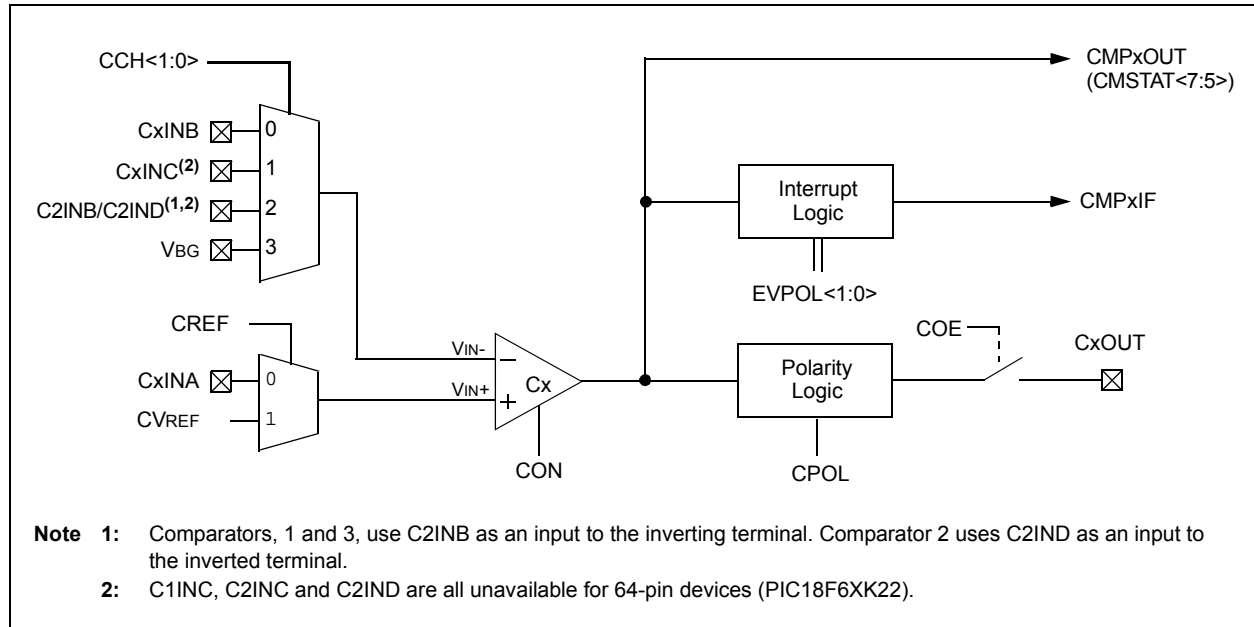 CCH<1:0>
CxINB
0
CxINC(2)
1
C2INB/C2IND(1,2)
2
VBG
3
CREF
CxINA
0
CVREF
1
VIN-
VIN+
Cx
CON
CMPxOUT
(CMSTAT<7:5>)
Interrupt
Logic
CMPxIF
EVPOL<1:0>
COE
CxOUT
Polarity
Logic
CPOL
Note 1: Comparators, 1 and 3, use C2INB as an input to the inverting terminal. Comparator 2 uses C2IND as an input to
the inverted terminal.
2: C1INC, C2INC and C2IND are all unavailable for 64-pin devices (PIC18F6XK22).